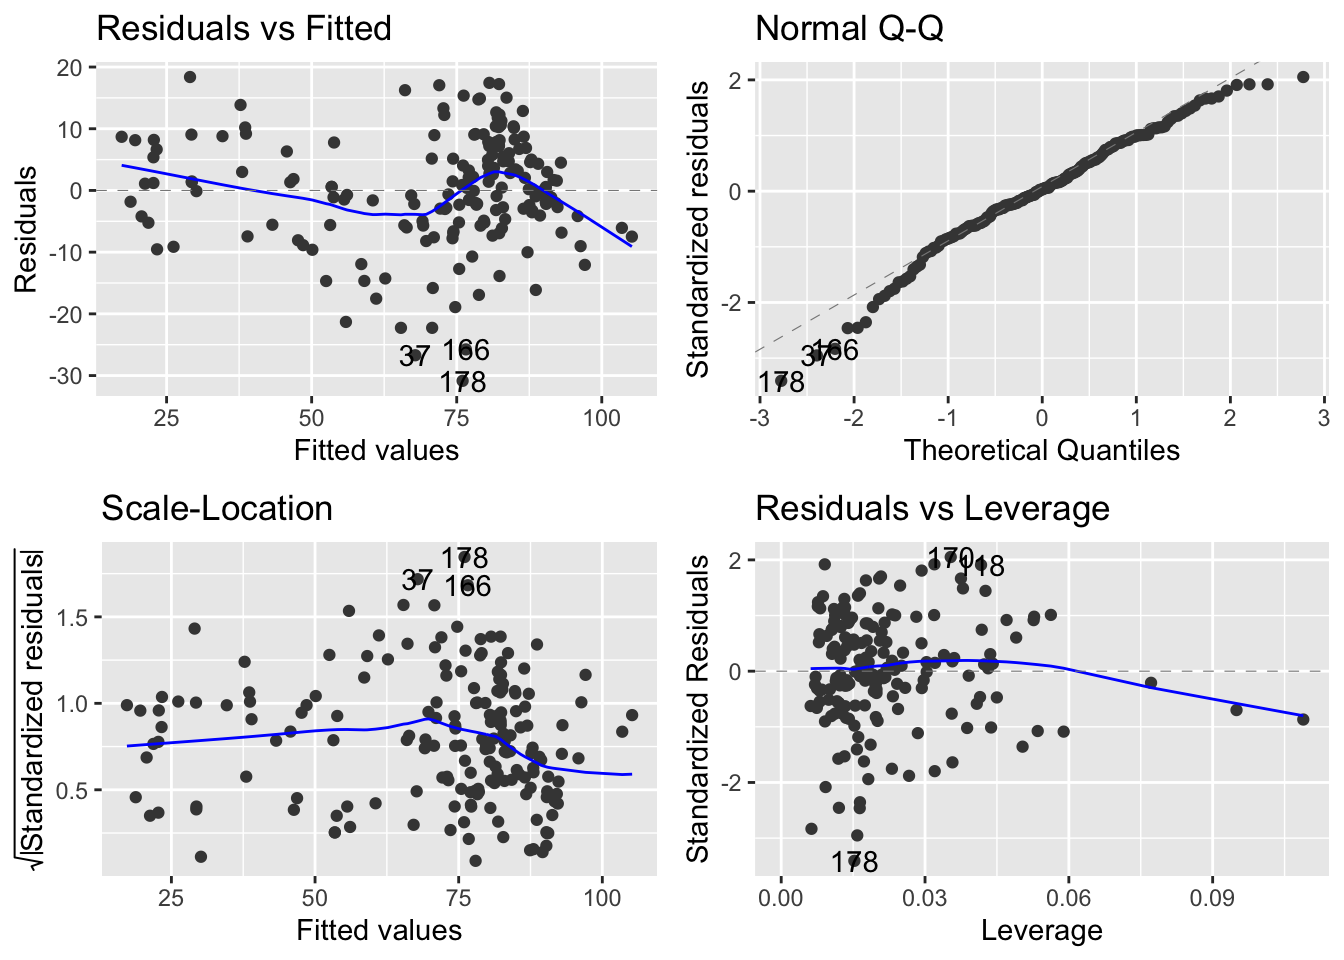 Residuals vs Fitted
20
10
0
-10
-20
-30
Residuals
37
166
178
25 50 75 100
Fitted values
Normal Q-Q
2
0
-2
Standardized residuals
37
166
178
-3 -2 -1 0 1 2 3
Theoretical Quantiles
Scale-Location
1.5
1.0
0.5
√|Standardized residuals|
178
37
166
25 50 75 100
Fitted values
Residuals vs Leverage
2
0
-2
Standardized Residuals
170
118
178
0.00 0.03 0.06 0.09
Leverage